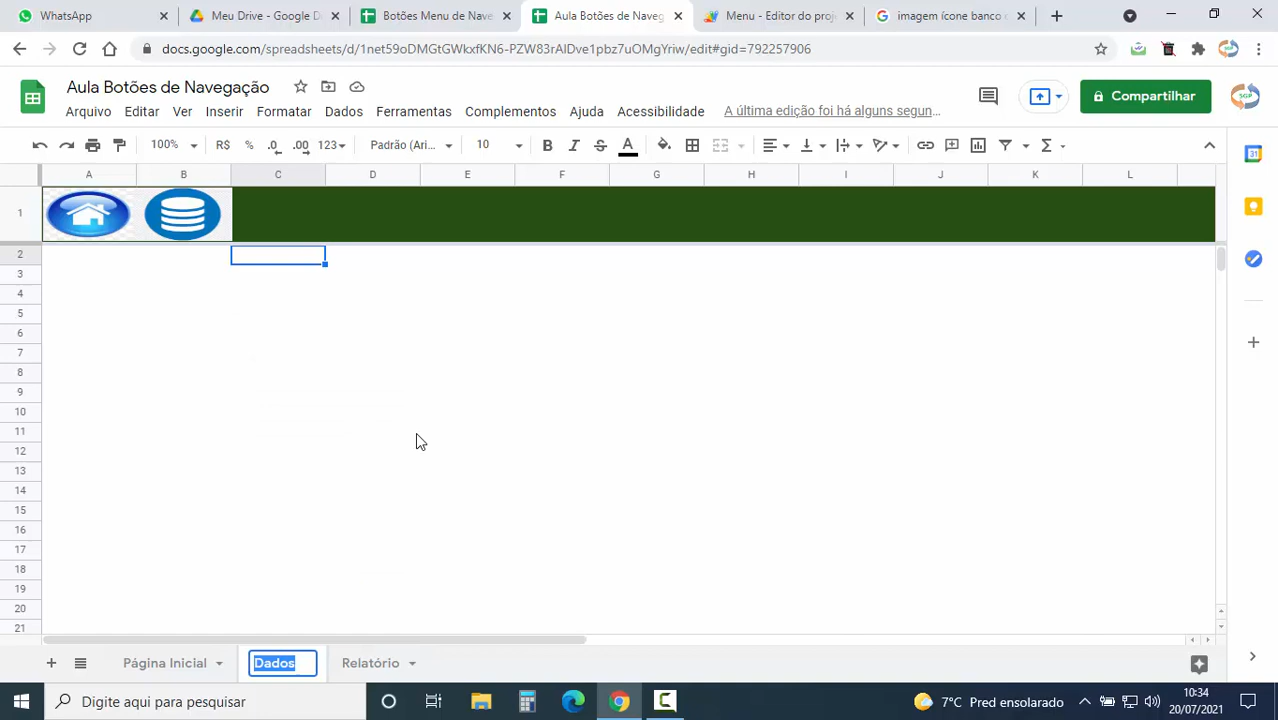 WhatsApp
Meu Drive - Google D
Botões Menu de Nave
Aula Botões de Naveg
Menu - Editor do proj
imagem ícone banco d
docs.google.com/spreadsheets/d/1net59oDMGtGWkxfKN6-PZW83rAIDve1pbz7uOMgYriw/edit#gid=792257906
Aula Botões de Navegação
Arquivo Editar Ver Inserir Formatar Dados Ferramentas Complementos Ajuda Acessibilidade A última edição foi há alguns segun...
Compartilhar
SGP
100% R$ % .0 .00 123 Padrão (Ari... 10 B I S A
31
A B C D E F G H I J K L
1
2
3
4
5
6
7
8
9
10
11
12
13
14
15
16
17
18
19
20
21
Página Inicial Dados Relatório
Digite aqui para pesquisar
7°C Pred ensolarado
10:34
20/07/2021